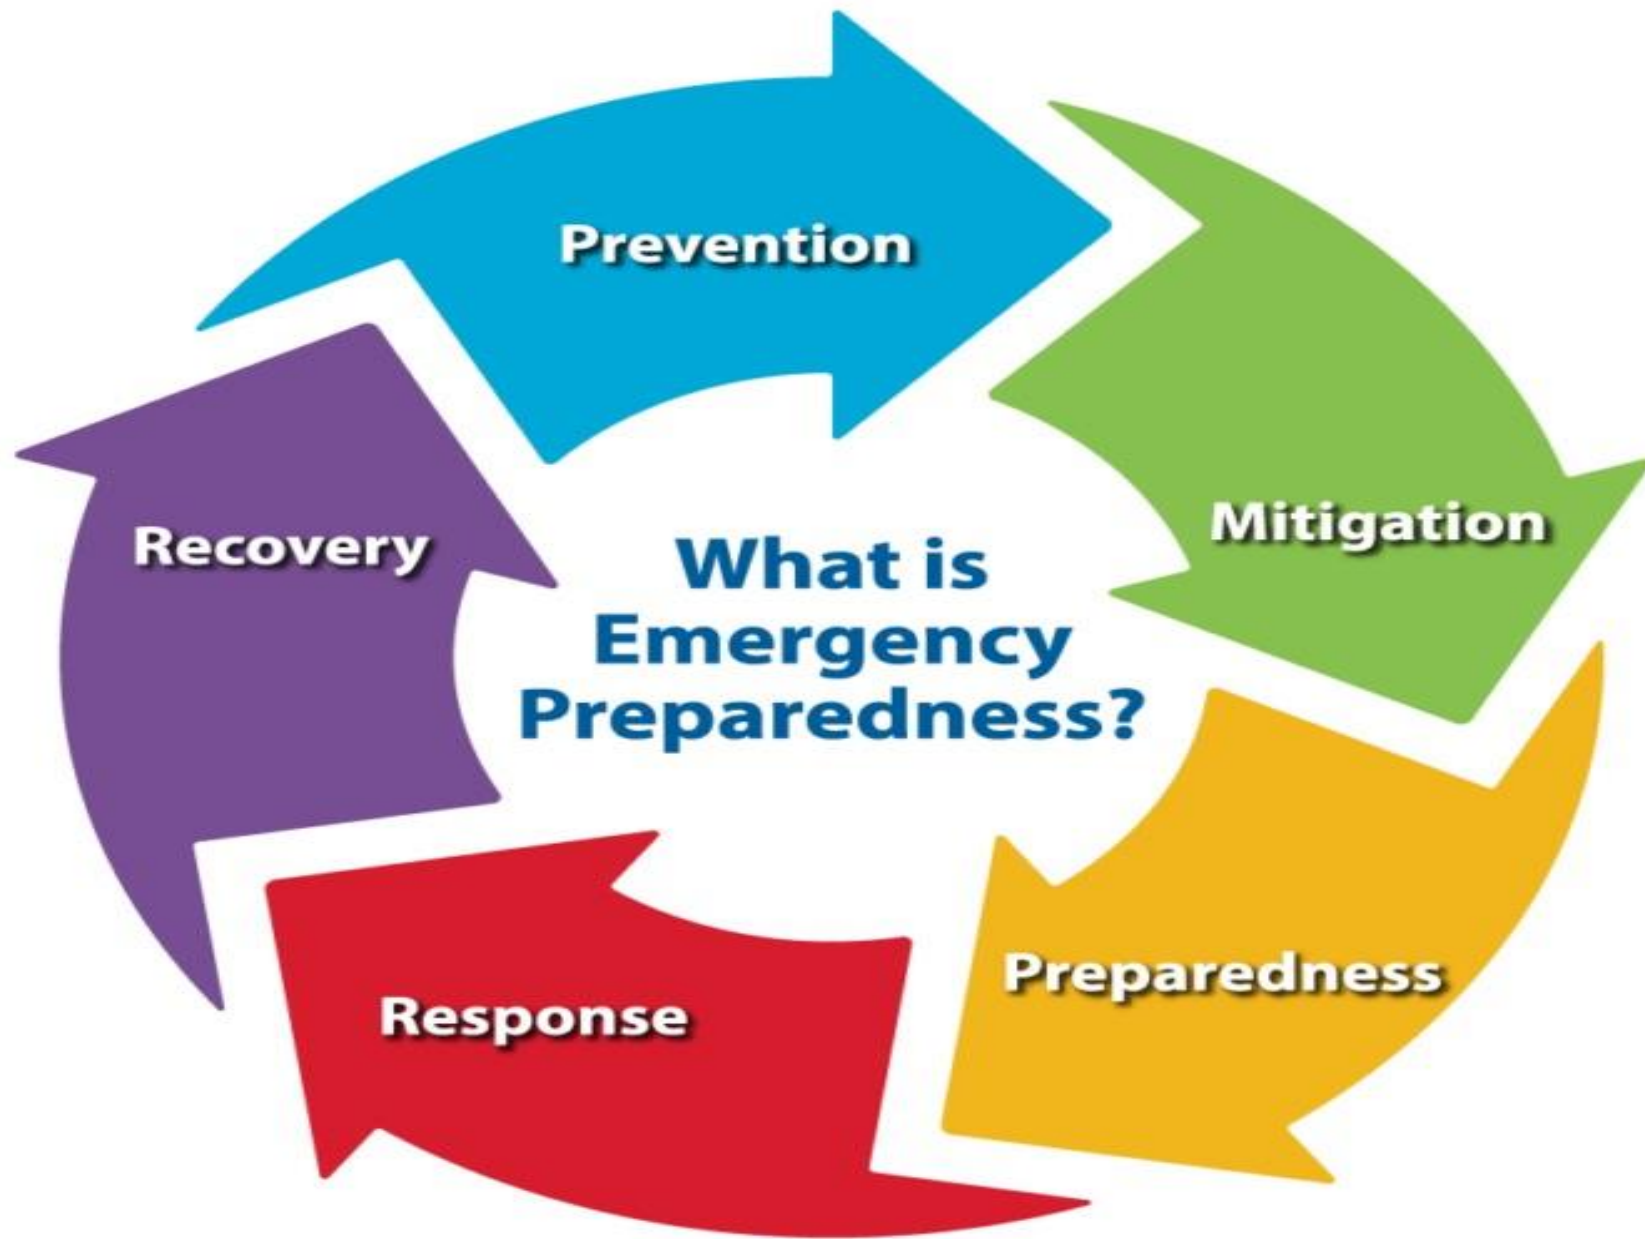 Prevention
Mitigation
Preparedness
Response
Recovery
What is
Emergency
Preparedness?